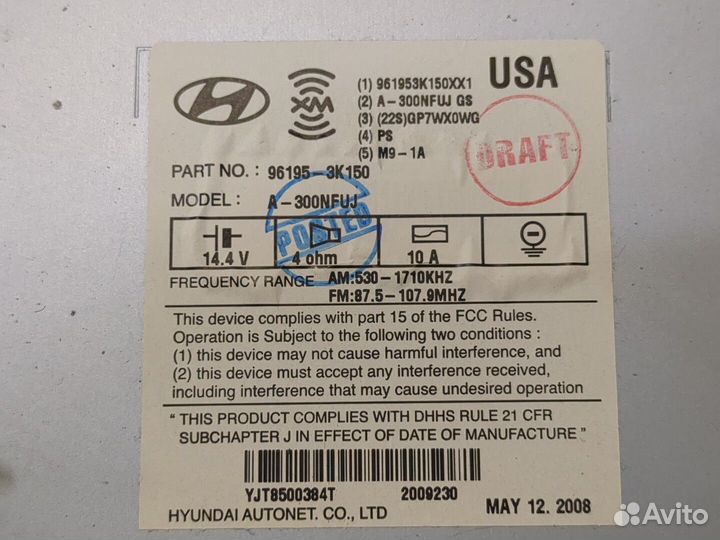 XM
(1) 961953K150XX1
(2) A-300NFUJ GS
(3) (22S)GP7WX0WG
(4) PS
(5) M9-1A
USA
DRAFT
PART NO. : 96195-3K150
MODEL : A-300NFUJ
POSTED
14.4 V
4 ohm
10 A
FREQUENCY RANGE AM:530-1710KHZ
FM:87.5-107.9MHZ
This device complies with part 15 of the FCC Rules.
Operation is Subject to the following two conditions :
(1) this device may not cause harmful interference, and
(2) this device must accept any interference received,
including interference that may cause undesired operation
" THIS PRODUCT COMPLIES WITH DHHS RULE 21 CFR
SUBCHAPTER J IN EFFECT OF DATE OF MANUFACTURE "
YJT8500384T 2009230
HYUNDAI AUTONET. CO., LTD
MAY 12. 2008
Avito